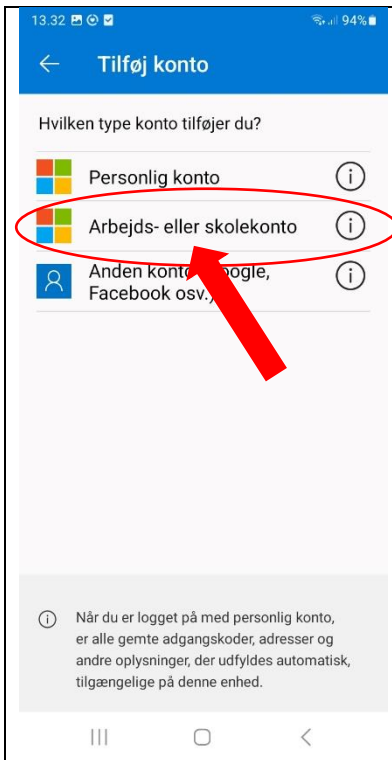 13.32 94%
Tilføj konto
Hvilken type konto tilføjer du?
Personlig konto
Arbejds- eller skolekonto
Anden konto ogle,
Facebook osv.)
Når du er logget på med personlig konto,
er alle gemte adgangskoder, adresser og
andre oplysninger, der udfyldes automatisk,
tilgængelige på denne enhed.